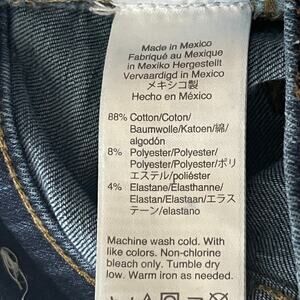 Made in Mexico
Fabriqué au Mexique
in Mexiko Hergestellt
Vervaardigd in Mexico
メキシコ製
Hecho en México
88% Cotton/Coton/
Baumwolle/Katoen/綿/
algodón
8% Polyester/Polyester/
Polyester/Polyester/ポリ
エステル/poliéster
4% Elastane/Élasthanne/
Elastan/Elastaan/エラス
テーン/elastano
Machine wash cold. With
like colors. Non-chlorine
bleach only. Tumble dry
low. Warm iron as needed.